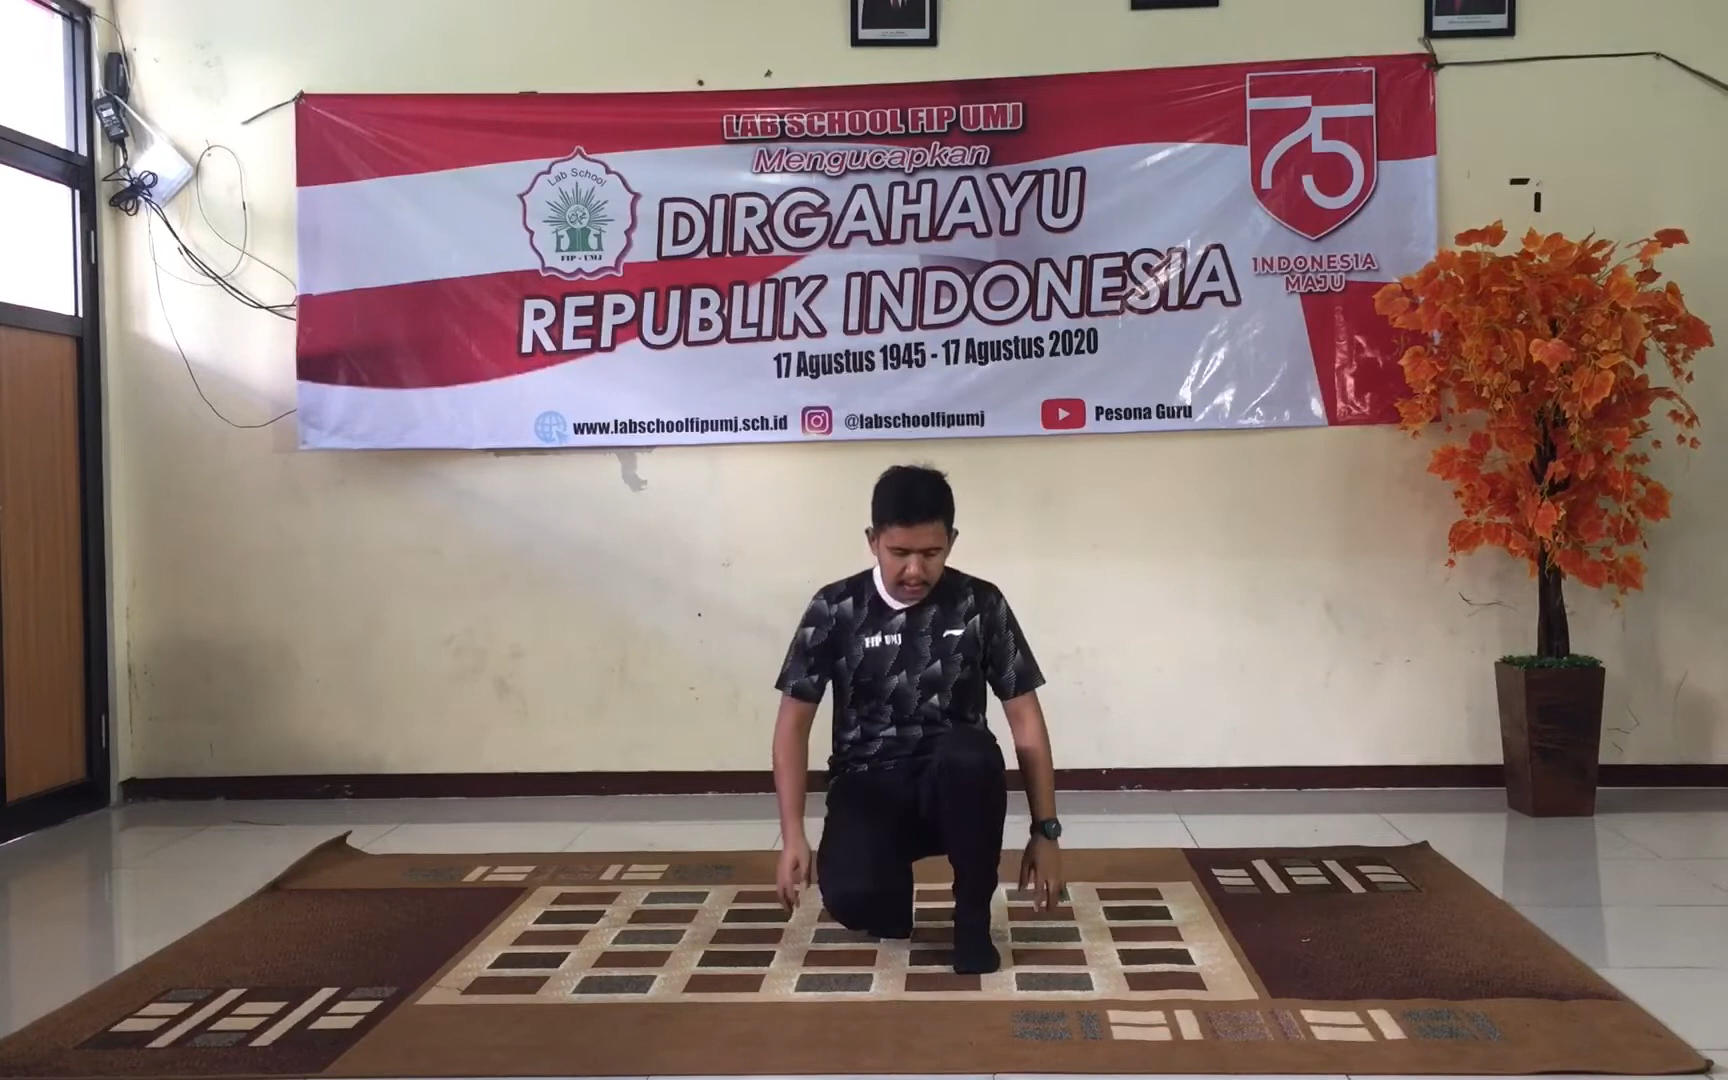 LAB SCHOOL FIP UMJ
Mengucapkan
DIRGAHAYU
REPUBLIK INDONESIA
17 Agustus 1945 - 17 Agustus 2020
www.labschoolfipumj.sch.id @labschoolfipumj Pesona Guru
Lab School
FIP - UMJ
75
INDONESIA
MAJU
FIP UMJ